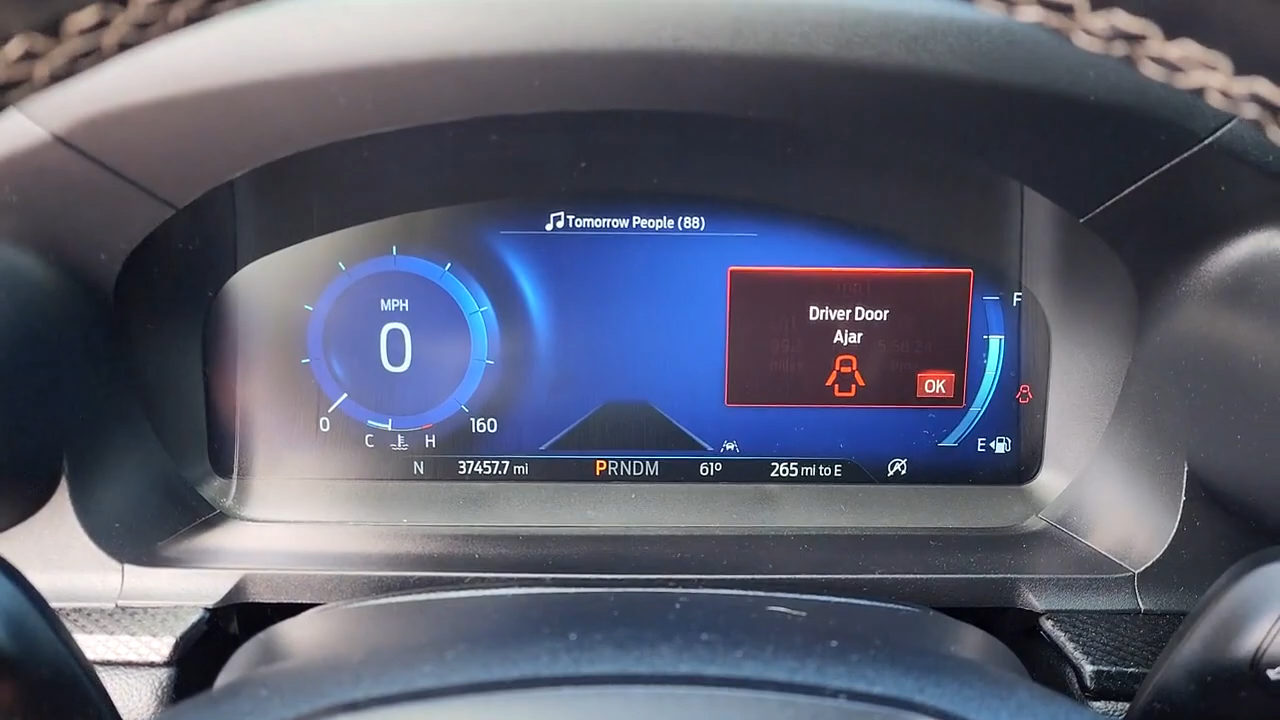 Tomorrow People (88)
MPH
0
0
160
C
H
Driver Door
Ajar
OK
F
E
N
37457.7 mi
PRNDM
61º
265 mi to E